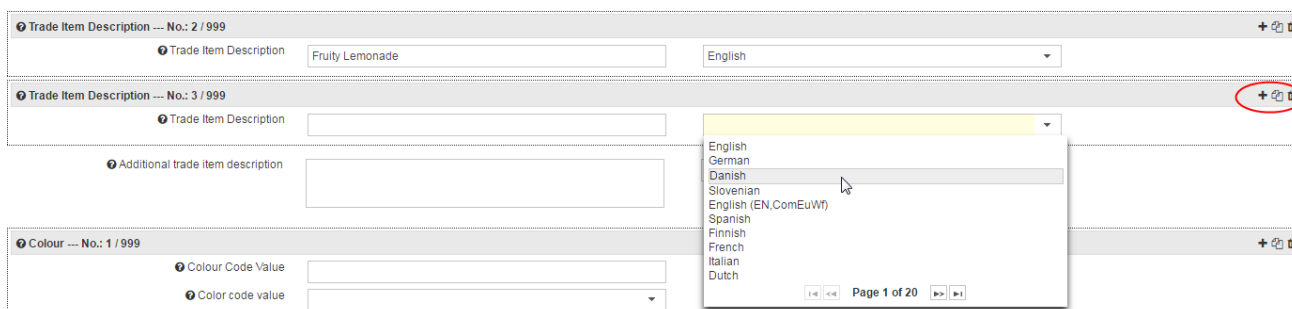 Trade Item Description --- No.: 2 / 999
Trade Item Description Fruity Lemonade English
Trade Item Description --- No.: 3 / 999
Trade Item Description
English
German
Additional trade item description
Danish
Slovenian
English (EN,ComEuWf)
Spanish
Finnish
Colour --- No.: 1 / 999
French
Italian
Colour Code Value
Dutch
Color code value
Page 1 of 20